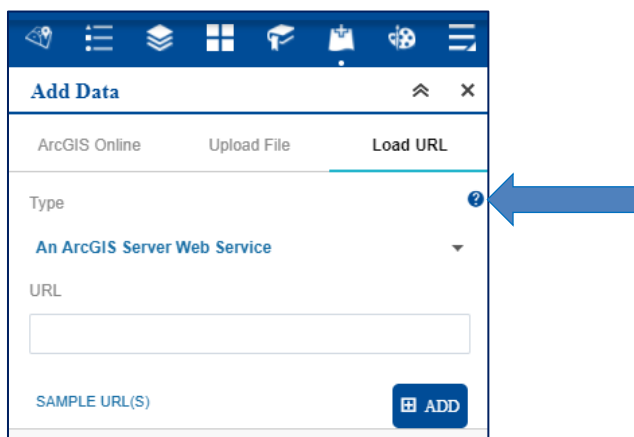 Add Data
ArcGIS Online Upload File Load URL
Type ?
An ArcGIS Server Web Service
URL
SAMPLE URL(S) ADD